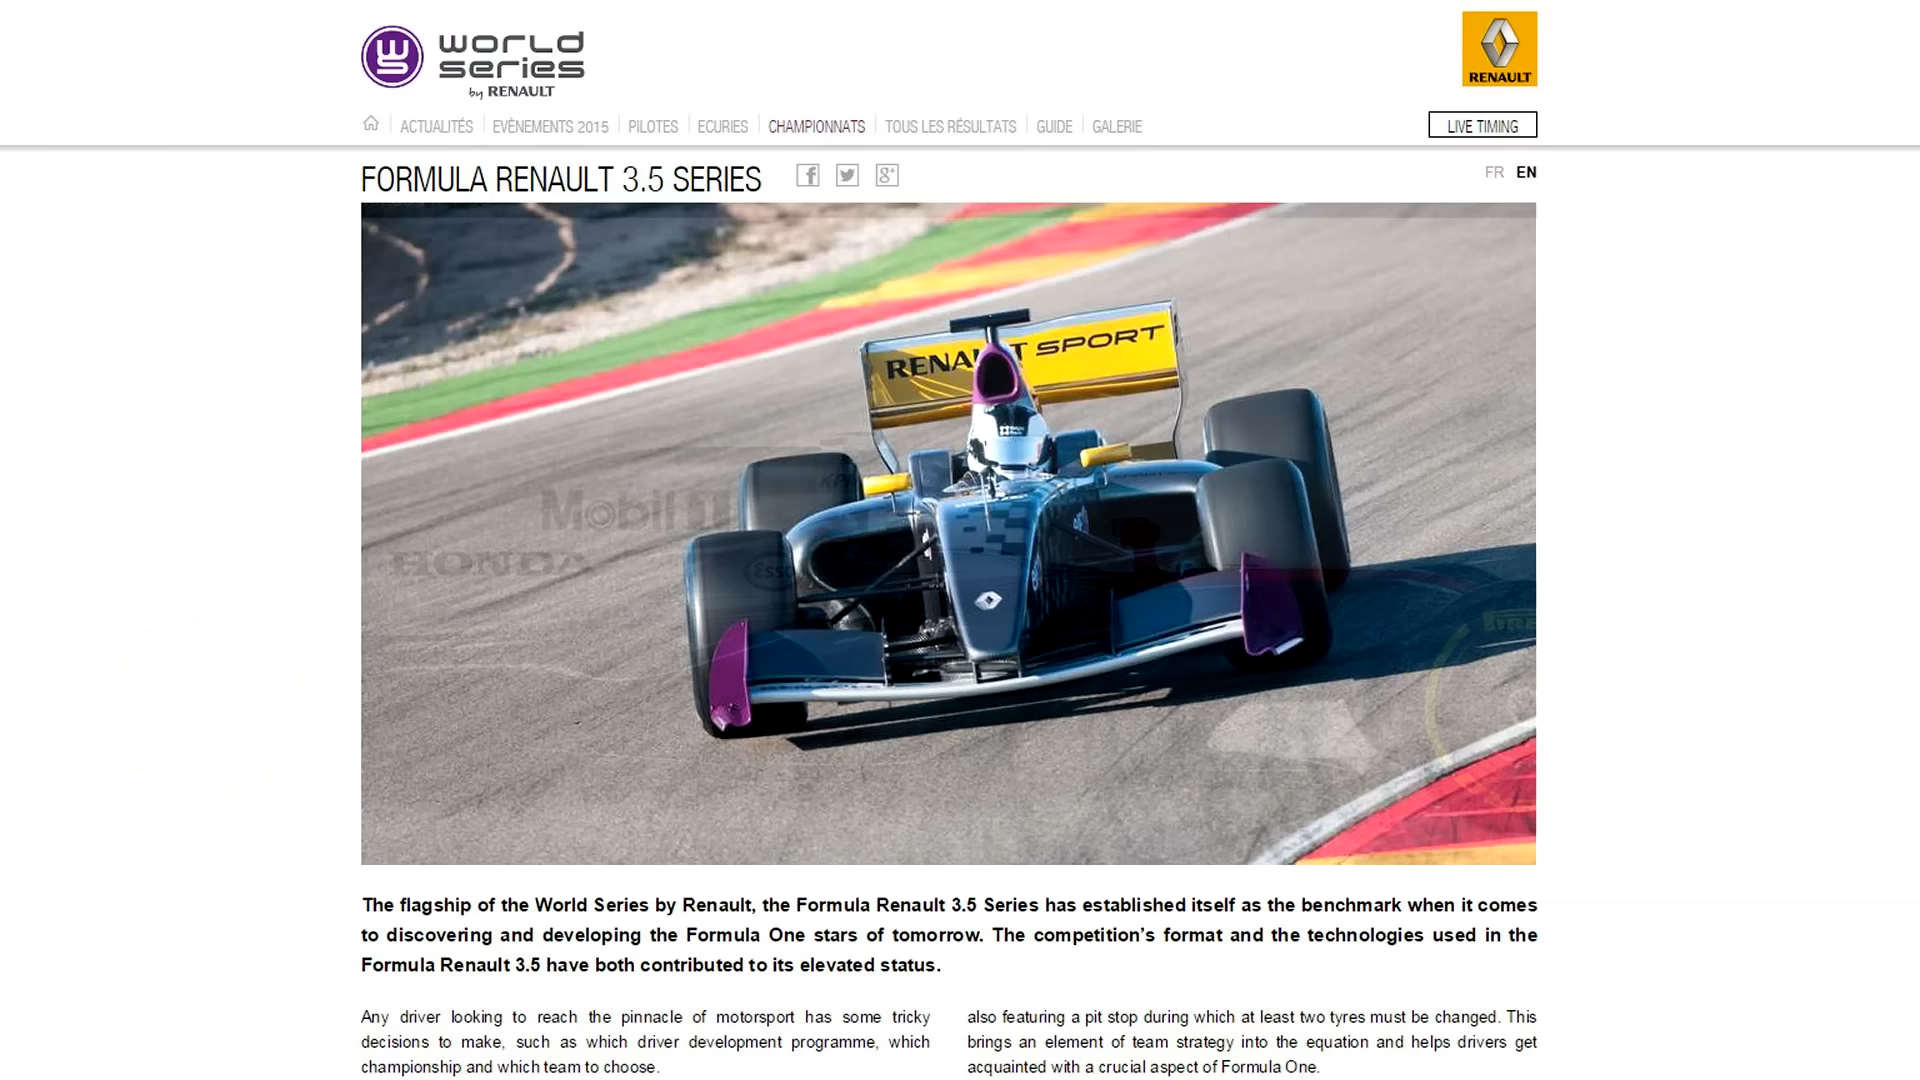 world
series
by RENAULT
RENAULT
ACTUALITÉS EVÈNEMENTS 2015 PILOTES ECURIES CHAMPIONNATS TOUS LES RÉSULTATS GUIDE GALERIE LIVE TIMING
FORMULA RENAULT 3.5 SERIES
FR EN
RENAULT SPORT
Mobil 1
HONDA
Esso
The flagship of the World Series by Renault, the Formula Renault 3.5 Series has established itself as the benchmark when it comes
to discovering and developing the Formula One stars of tomorrow. The competition's format and the technologies used in the
Formula Renault 3.5 have both contributed to its elevated status.
Any driver looking to reach the pinnacle of motorsport has some tricky
decisions to make, such as which driver development programme, which
championship and which team to choose.
also featuring a pit stop during which at least two tyres must be changed. This
brings an element of team strategy into the equation and helps drivers get
acquainted with a crucial aspect of Formula One.